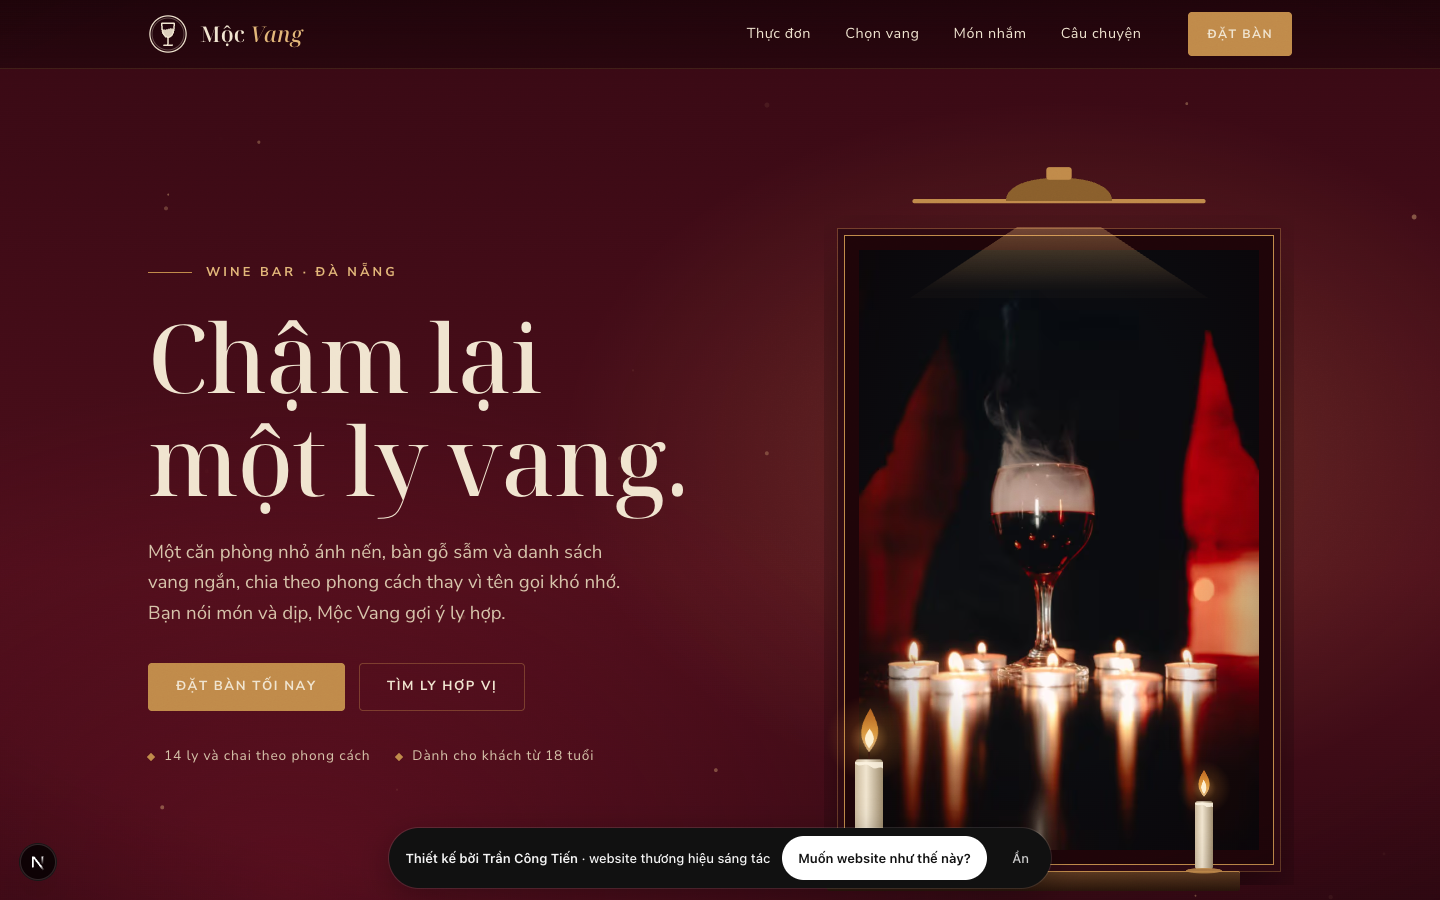 Mộc Vang
Thực đơn
Chọn vang
Món nhắm
Câu chuyện
ĐẶT BÀN
WINE BAR · ĐÀ NẴNG
Chậm lại
một ly vang.
Một căn phòng nhỏ ánh nến, bàn gỗ sẫm và danh sách
vang ngắn, chia theo phong cách thay vì tên gọi khó nhớ.
Bạn nói món và dịp, Mộc Vang gợi ý ly hợp.
ĐẶT BÀN TỐI NAY
TÌM LY HỢP VỊ
14 ly và chai theo phong cách
Dành cho khách từ 18 tuổi
Thiết kế bởi Trần Công Tiến · website thương hiệu sáng tác
Muốn website như thế này?
Ẩn
N